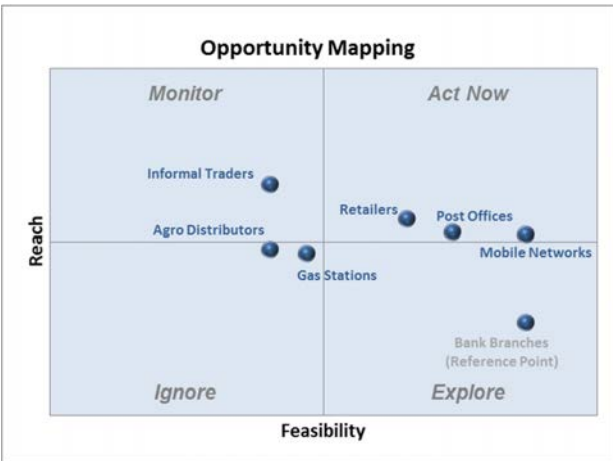 Opportunity Mapping
Monitor
Act Now
Informal Traders
Retailers
Post Offices
Agro Distributors
Mobile Networks
Gas Stations
Reach
Bank Branches
(Reference Point)
Ignore
Explore
Feasibility